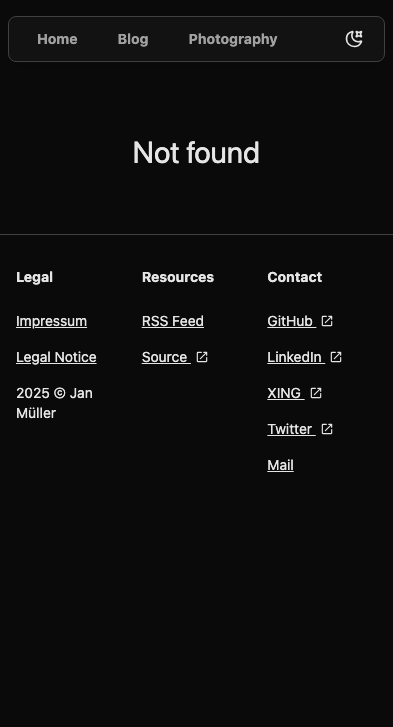 Home Blog Photography
Not found
Legal
Impressum
Legal Notice
2025 © Jan
Müller
Resources
RSS Feed
Source
Contact
GitHub
LinkedIn
XING
Twitter
Mail